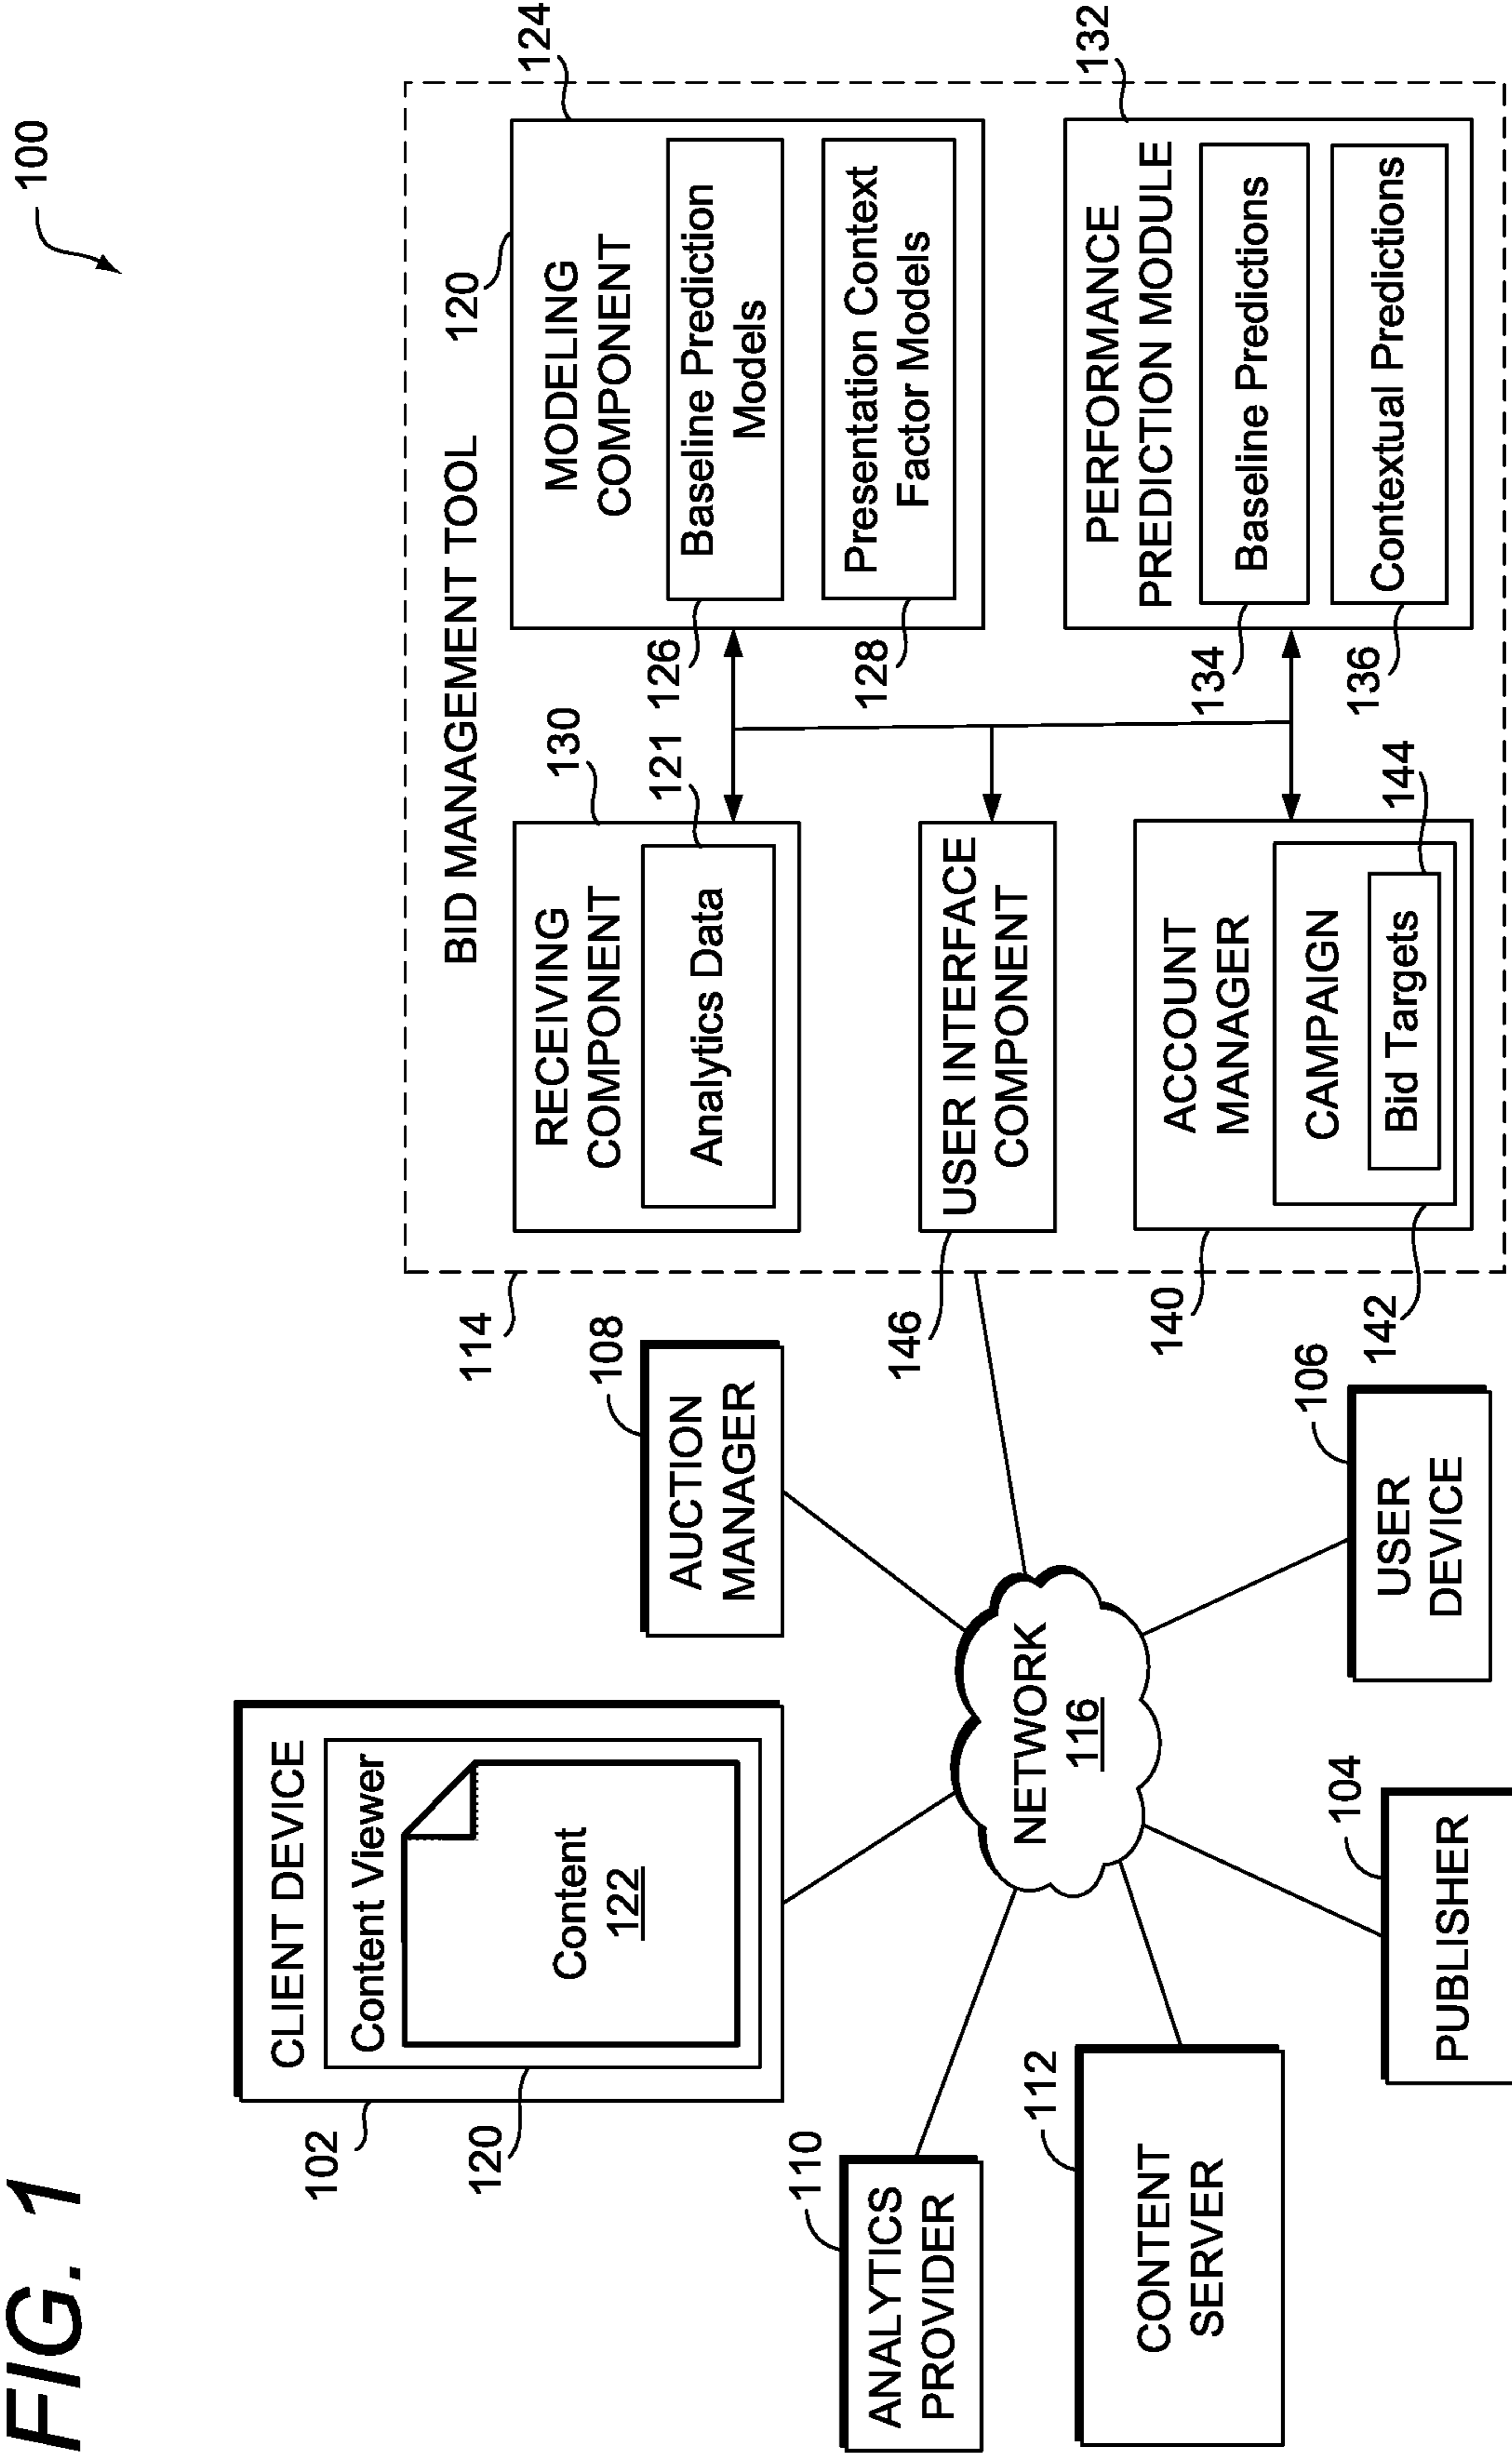 FIG. 1
100
CLIENT DEVICE
Content Viewer
Content
122
102
120
AUCTION
MANAGER
108
ANALYTICS
PROVIDER
110
NETWORK
116
CONTENT
SERVER
112
PUBLISHER
104
USER
DEVICE
106
114
BID MANAGEMENT TOOL
120
RECEIVING
COMPONENT
130
Analytics Data
121
MODELING
COMPONENT
124
Baseline Prediction
Models
126
Presentation Context
Factor Models
128
USER INTERFACE
COMPONENT
146
ACCOUNT
MANAGER
140
CAMPAIGN
142
Bid Targets
144
PERFORMANCE
PREDICTION MODULE
132
Baseline Predictions
134
Contextual Predictions
136